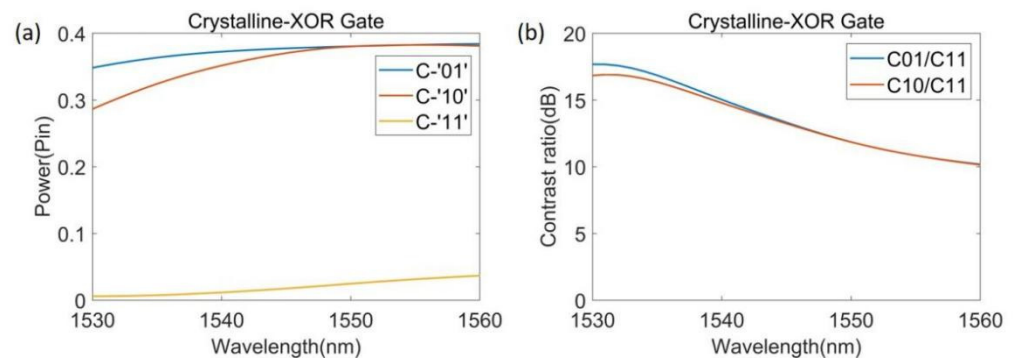 (a)
Crystalline-XOR Gate
0.4
0.3
0.2
0.1
0
Power(Pin)
C-'01'
C-'10'
C-'11'
1530
1540
1550
1560
Wavelength(nm)
(b)
Crystalline-XOR Gate
20
15
10
5
0
Contrast ratio(dB)
C01/C11
C10/C11
1530
1540
1550
1560
Wavelength(nm)